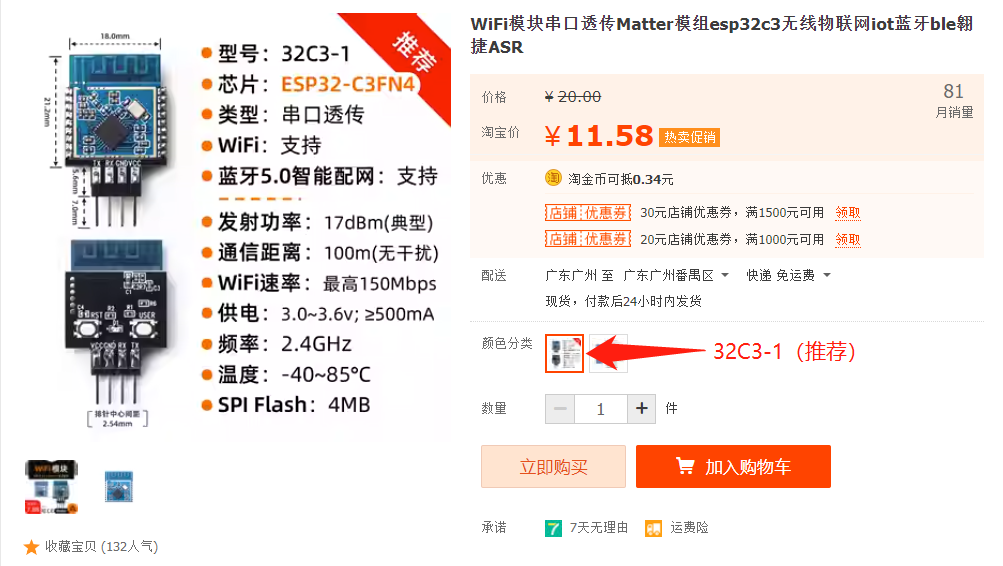 WiFi模块串口透传Matter模组esp32c3无线物联网iot蓝牙ble翱
捷ASR
18.0mm
21.2mm
5.6mm
7.0mm
TX RX GND VCC
推荐
型号：32C3-1
芯片：ESP32-C3FN4
类型：串口透传
WiFi：支持
蓝牙5.0智能配网：支持
发射功率：17dBm(典型)
通信距离：100m(无干扰)
WiFi速率：最高150Mbps
供电：3.0~3.6v; ≥500mA
频率：2.4GHz
温度：-40~85℃
SPI Flash：4MB
C1
C3
C4
R2
R1
R6
RST
D1
USER
VCC GND RX TX
排针中心间距
2.54mm
WiFi模块
收藏宝贝 (132人气)
价格
¥ 20.00
81
月销量
淘宝价
¥ 11.58 热卖促销
优惠
淘 淘金币可抵0.34元
店铺 优惠券 30元店铺优惠券，满1500元可用 领取
店铺 优惠券 20元店铺优惠券，满1000元可用 领取
配送
广东广州 至 广东广州番禺区 快递 免运费
现货，付款后24小时内发货
颜色分类
32C3-1（推荐）
数量
− 1 + 件
立即购买
加入购物车
承诺
7 7天无理由 运费险